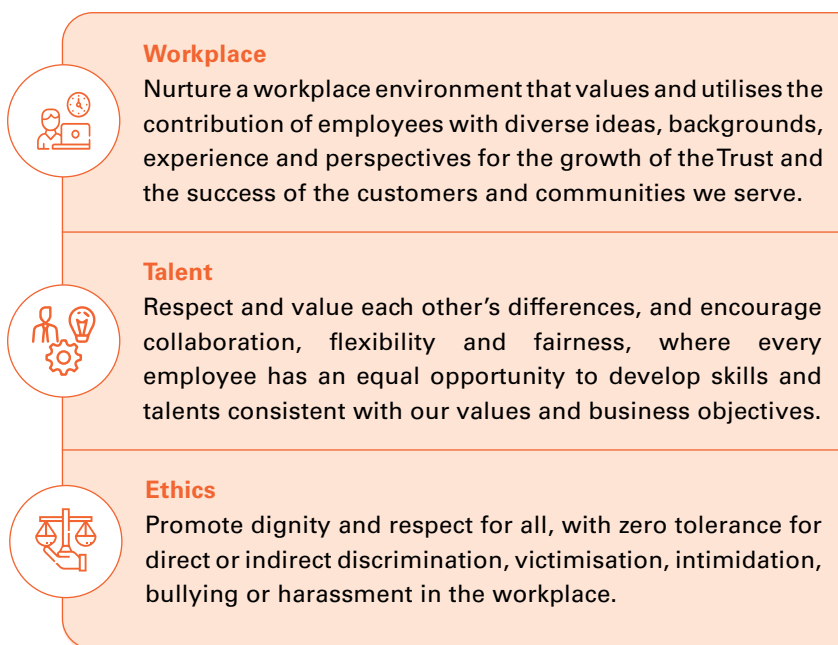 Workplace
Nurture a workplace environment that values and utilises the
contribution of employees with diverse ideas, backgrounds,
experience and perspectives for the growth of the Trust and
the success of the customers and communities we serve.
Talent
Respect and value each other’s differences, and encourage
collaboration, flexibility and fairness, where every
employee has an equal opportunity to develop skills and
talents consistent with our values and business objectives.
Ethics
Promote dignity and respect for all, with zero tolerance for
direct or indirect discrimination, victimisation, intimidation,
bullying or harassment in the workplace.